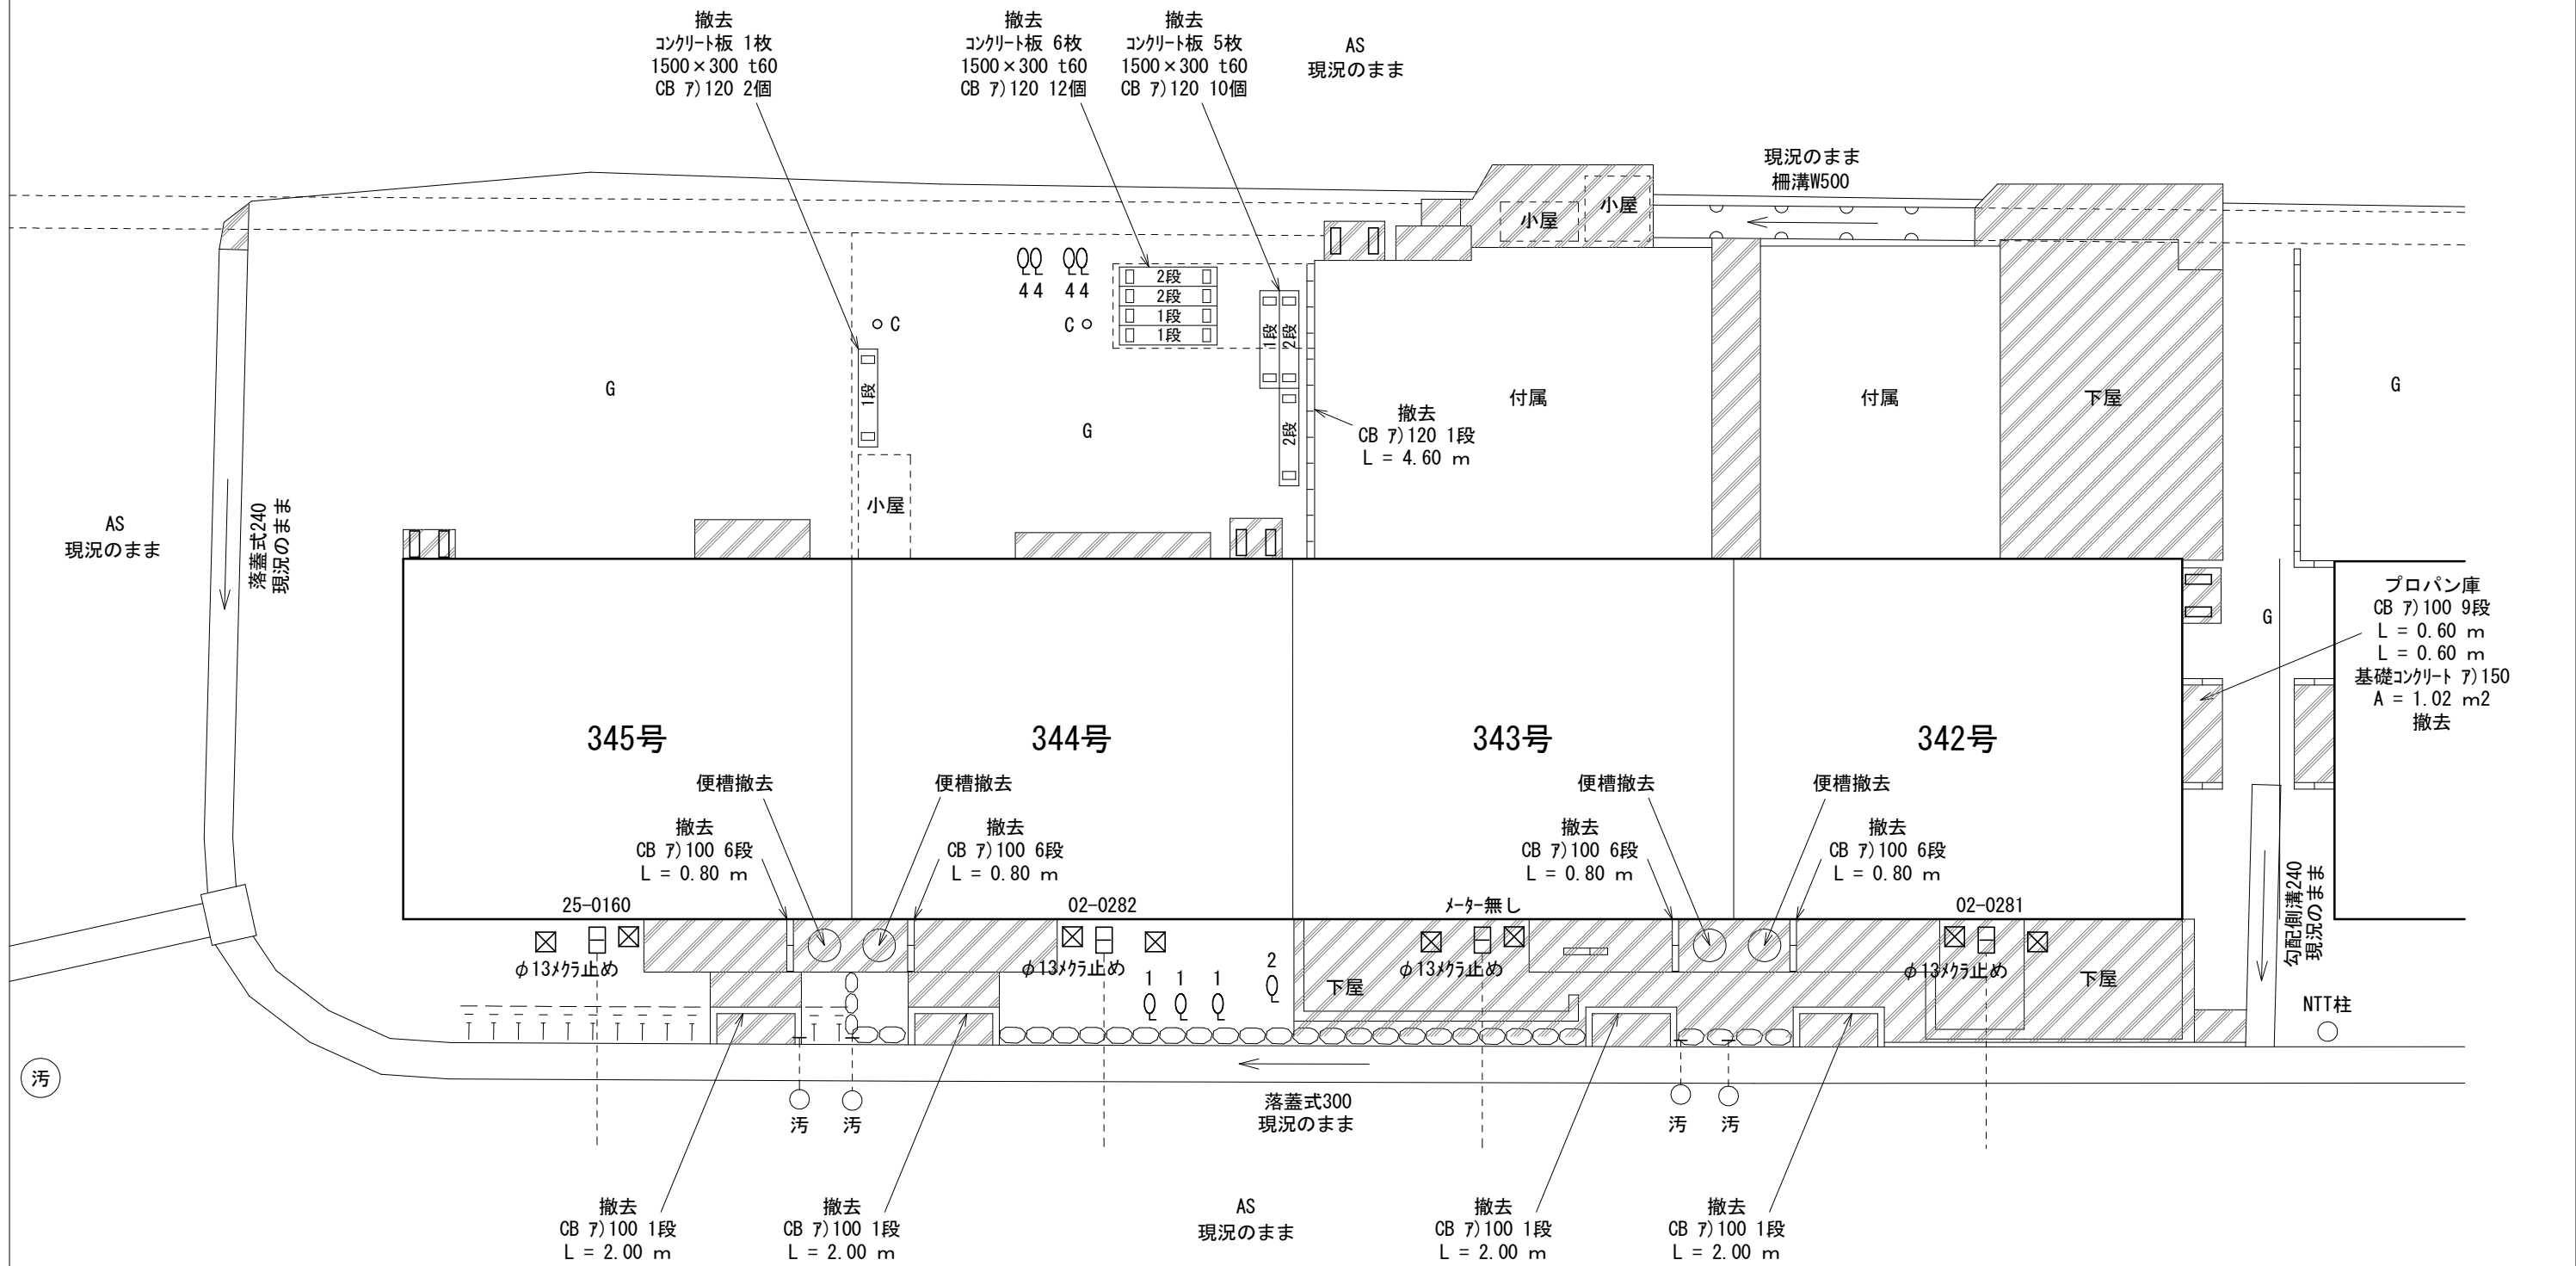 撤去
ｺﾝｸﾘｰﾄ板 1枚
1500×300 t60
CB ｱ)120 2個
撤去
ｺﾝｸﾘｰﾄ板 6枚
1500×300 t60
CB ｱ)120 12個
撤去
ｺﾝｸﾘｰﾄ板 5枚
1500×300 t60
CB ｱ)120 10個
AS
現況のまま
現況のまま
柵溝W500
小屋
小屋
4 4
4 4
2段
2段
1段
1段
C
C
1段
2段
2段
1段
G
G
小屋
撤去
CB ｱ)120 1段
L = 4.60 m
付属
付属
下屋
G
AS
現況のまま
落蓋式240
現況のまま
G
プロパン庫
CB ｱ)100 9段
L = 0.60 m
L = 0.60 m
基礎ｺﾝｸﾘｰﾄ ｱ)150
A = 1.02 m2
撤去
345号
344号
343号
342号
便槽撤去
便槽撤去
便槽撤去
便槽撤去
撤去
CB ｱ)100 6段
L = 0.80 m
撤去
CB ｱ)100 6段
L = 0.80 m
撤去
CB ｱ)100 6段
L = 0.80 m
撤去
CB ｱ)100 6段
L = 0.80 m
25-0160
02-0282
ﾒｰﾀｰ無し
02-0281
φ13ﾒｸﾗ止め
φ13ﾒｸﾗ止め
φ13ﾒｸﾗ止め
φ13ﾒｸﾗ止め
1
1
1
2
下屋
下屋
勾配側溝240
現況のまま
NTT柱
汚
汚
汚
汚
汚
落蓋式300
現況のまま
撤去
CB ｱ)100 1段
L = 2.00 m
撤去
CB ｱ)100 1段
L = 2.00 m
AS
現況のまま
撤去
CB ｱ)100 1段
L = 2.00 m
撤去
CB ｱ)100 1段
L = 2.00 m